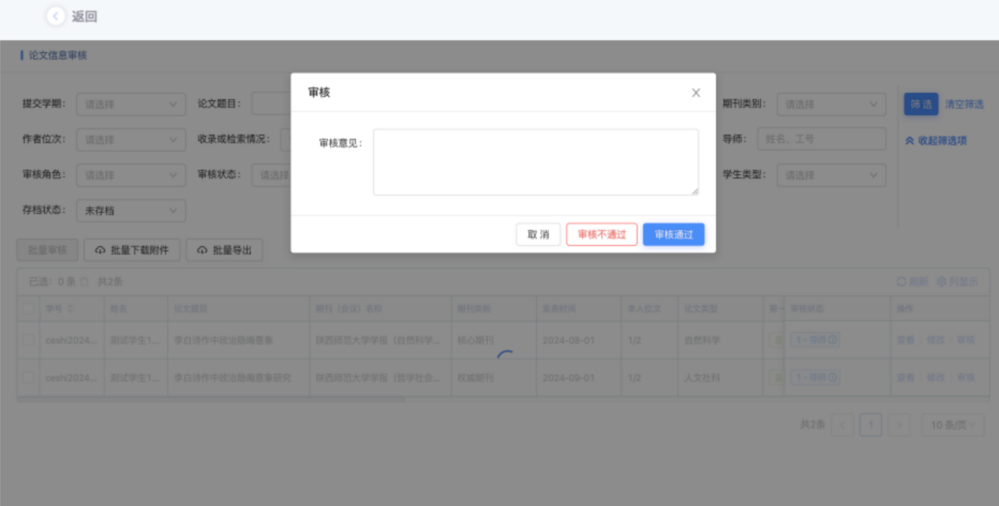 返回
论文信息审核
提交学期： 请选择 论文题目： 期刊类别： 请选择 筛 选 清空筛选
作者位次： 请选择 收录或检索情况： 导师： 姓名、工号 收起筛选项
审核角色： 请选择 审核状态： 请选择 学生类型： 请选择
存档状态： 未存档
审核
审核意见：
取 消 审核不通过 审核通过
批量审核 批量下载附件 批量导出
已选：0 条 共2条 刷新 列显示
学号 姓名 论文题目 期刊（会议）名称 期刊类别 发表时间 本人位次 论文类型 第一 审核状态 操作
ceshi2024... 测试学生1... 李白诗作中政治隐喻意象 陕西师范大学学报（自然科学... 核心期刊 2024-08-01 1/2 自然科学 1 - 导师 查看 修改 审核
ceshi2024... 测试学生1... 李白诗作中政治隐喻意象研究 陕西师范大学学报（哲学社会... 权威期刊 2024-09-01 1/2 人文社科 1 - 导师 查看 修改 审核
共2条 1 10 条/页